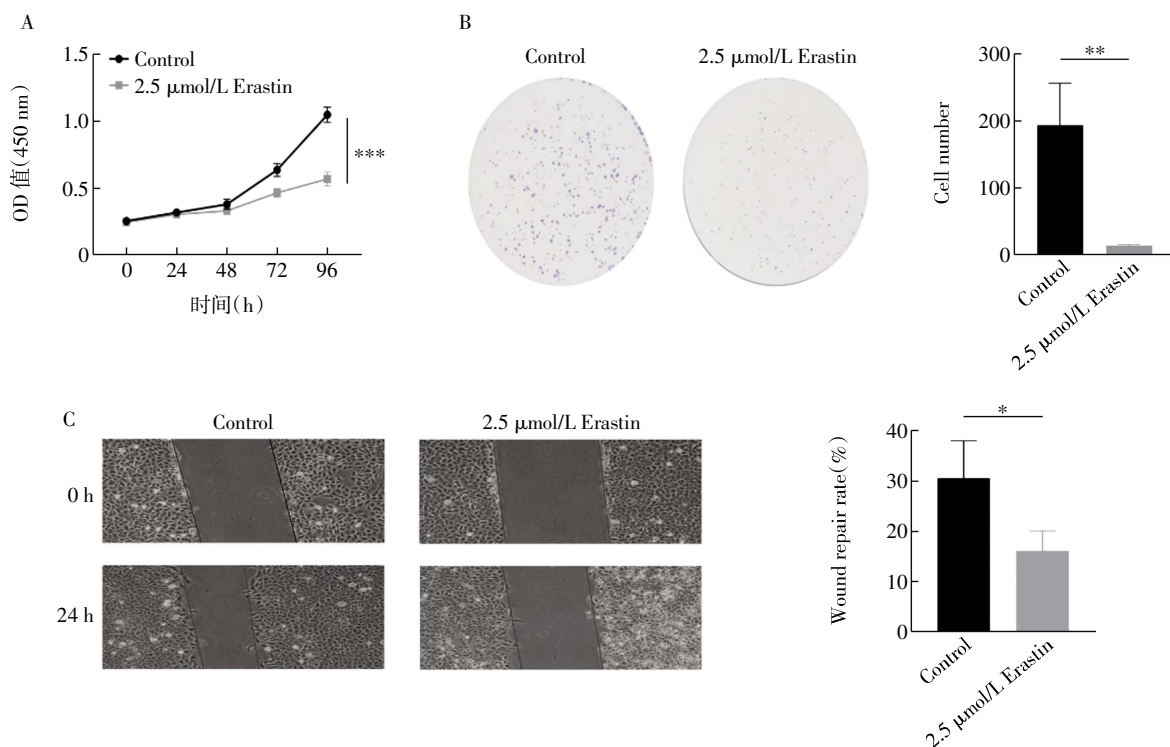 A
1.5
1.0
0.5
0
Control
2.5 μmol/L Erastin
***
OD 值(450 nm)
0 24 48 72 96
时间(h)
B
Control
2.5 μmol/L Erastin
Cell number
300
200
100
0
**
Control
2.5 μmol/L Erastin
C
Control
2.5 μmol/L Erastin
0 h
24 h
Wound repair rate(%)
40
30
20
10
0
*
Control
2.5 μmol/L Erastin